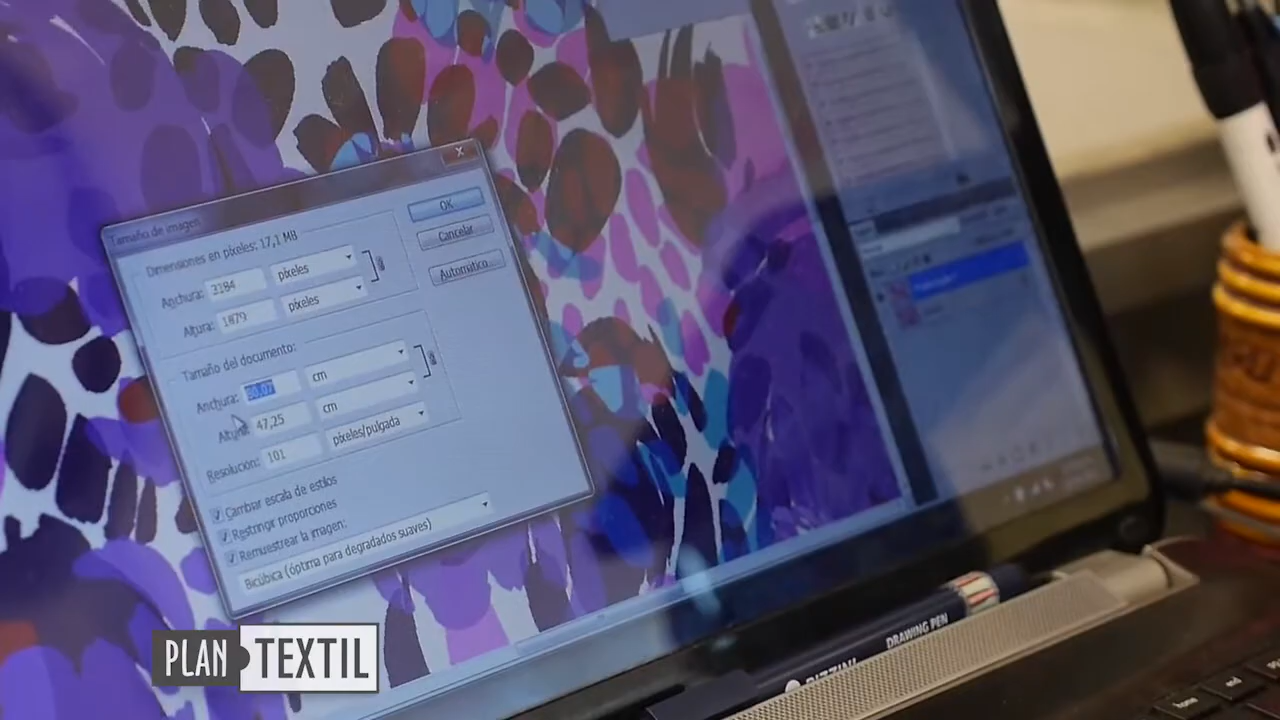 Tamaño de imagen
Dimensiones en píxeles: 17,1 MB
Anchura: 3184 píxeles
Altura: 1879 píxeles
OK
Cancelar
Automático...
Tamaño del documento:
Anchura: cm
Altura: 47,25 cm
Resolución: 101 píxeles/pulgada
Cambiar escala de estilos
Restringir proporciones
Remuestrear la imagen:
Bicúbica (óptima para degradados suaves)
DRAWING PEN
PLAN TEXTIL
home
end